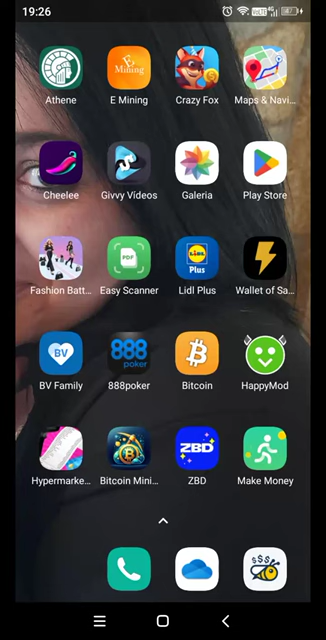 19:26
Athene
E Mining
Crazy Fox
Maps & Navi...
Cheelee
Givvy Vídeos
Galeria
Play Store
PDF
Lidl
Plus
Fashion Batt...
Easy Scanner
Lidl Plus
Wallet of Sa...
BV
888
poker
BV Family
888poker
Bitcoin
HappyMod
ZBD
Hypermarke...
Bitcoin Mini...
ZBD
Make Money
$$$